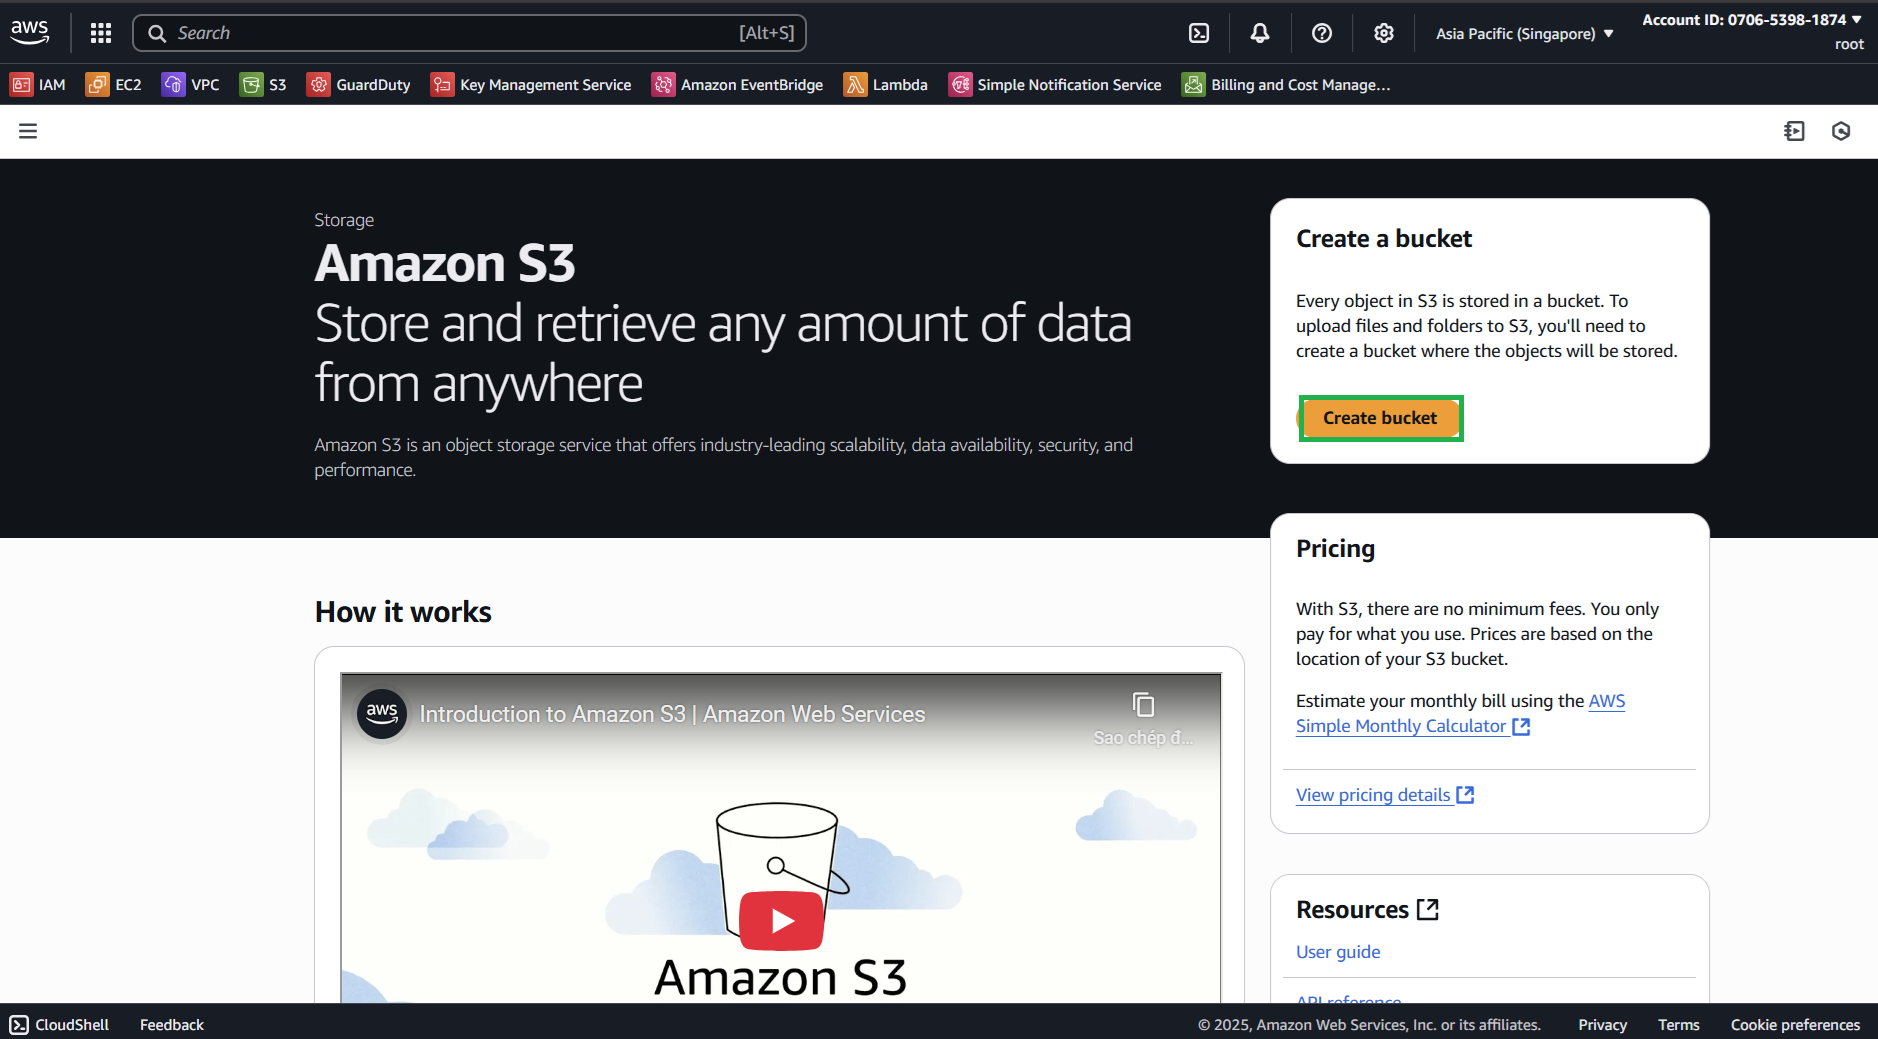 aws
Search
[Alt+S]
Asia Pacific (Singapore)
Account ID: 0706-5398-1874
root
IAM
EC2
VPC
S3
GuardDuty
Key Management Service
Amazon EventBridge
Lambda
Simple Notification Service
Billing and Cost Manage...
Storage
Amazon S3
Store and retrieve any amount of data
from anywhere
Amazon S3 is an object storage service that offers industry-leading scalability, data availability, security, and
performance.
Create a bucket
Every object in S3 is stored in a bucket. To
upload files and folders to S3, you'll need to
create a bucket where the objects will be stored.
Create bucket
Pricing
With S3, there are no minimum fees. You only
pay for what you use. Prices are based on the
location of your S3 bucket.
Estimate your monthly bill using the AWS
Simple Monthly Calculator
View pricing details
How it works
aws
Introduction to Amazon S3 | Amazon Web Services
Sao chép đ...
Amazon S3
Resources
User guide
API reference
CloudShell
Feedback
© 2025, Amazon Web Services, Inc. or its affiliates.
Privacy
Terms
Cookie preferences